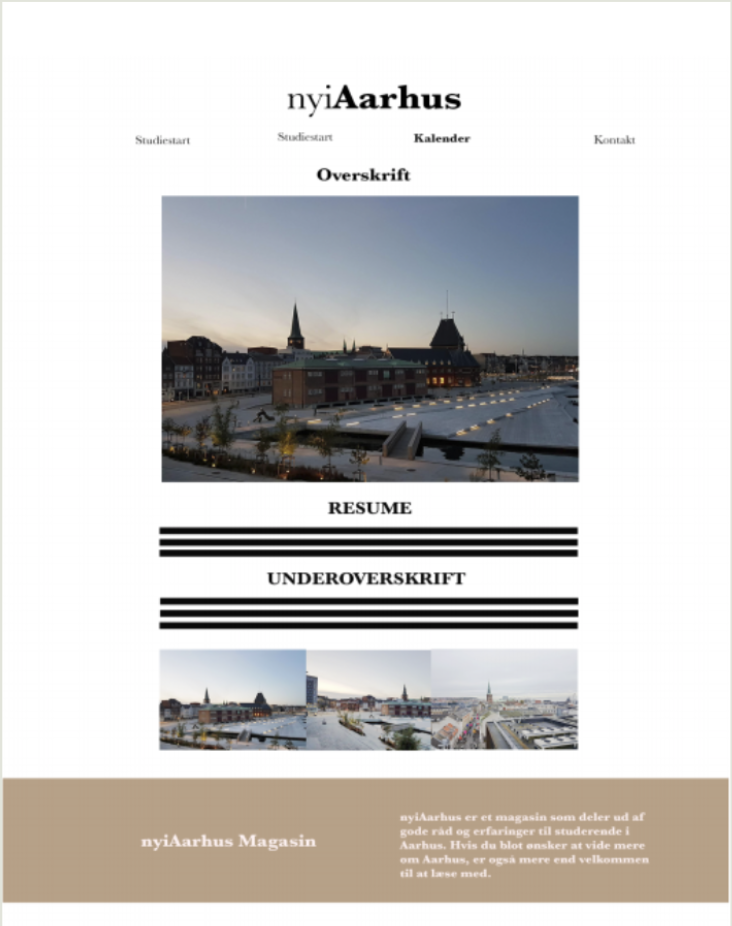 nyiAarhus
Studiestart Studiestart Kalender Kontakt
Overskrift
RESUME
UNDEROVERSKRIFT
nyiAarhus Magasin
nyiAarhus er et magasin som deler ud af
gode råd og erfaringer til studerende i
Aarhus. Hvis du blot ønsker at vide mere
om Aarhus, er også mere end velkommen
til at læse med.